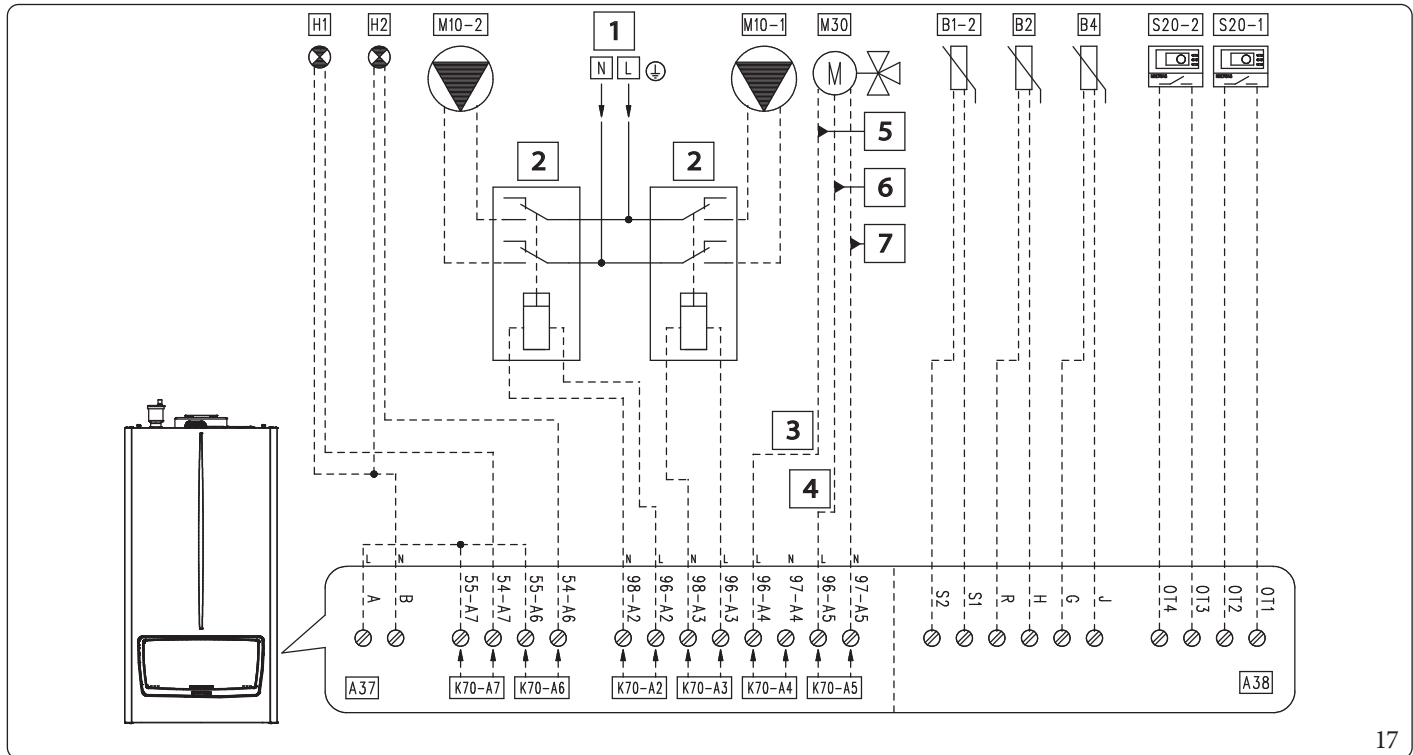 H1 H2 M10-2 1 M10-1 M30 B1-2 B2 B4 S20-2 S20-1
N L
2 2 5
6
7
3
4
L N N L N L L N L N
A B 55-A7 54-A7 55-A6 54-A6 98-A2 96-A2 98-A3 96-A3 96-A4 97-A4 96-A5 97-A5 S2 S1 R H G J OT4 OT3 OT2 OT1
A37 K70-A7 K70-A6 K70-A2 K70-A3 K70-A4 K70-A5 A38
M
17